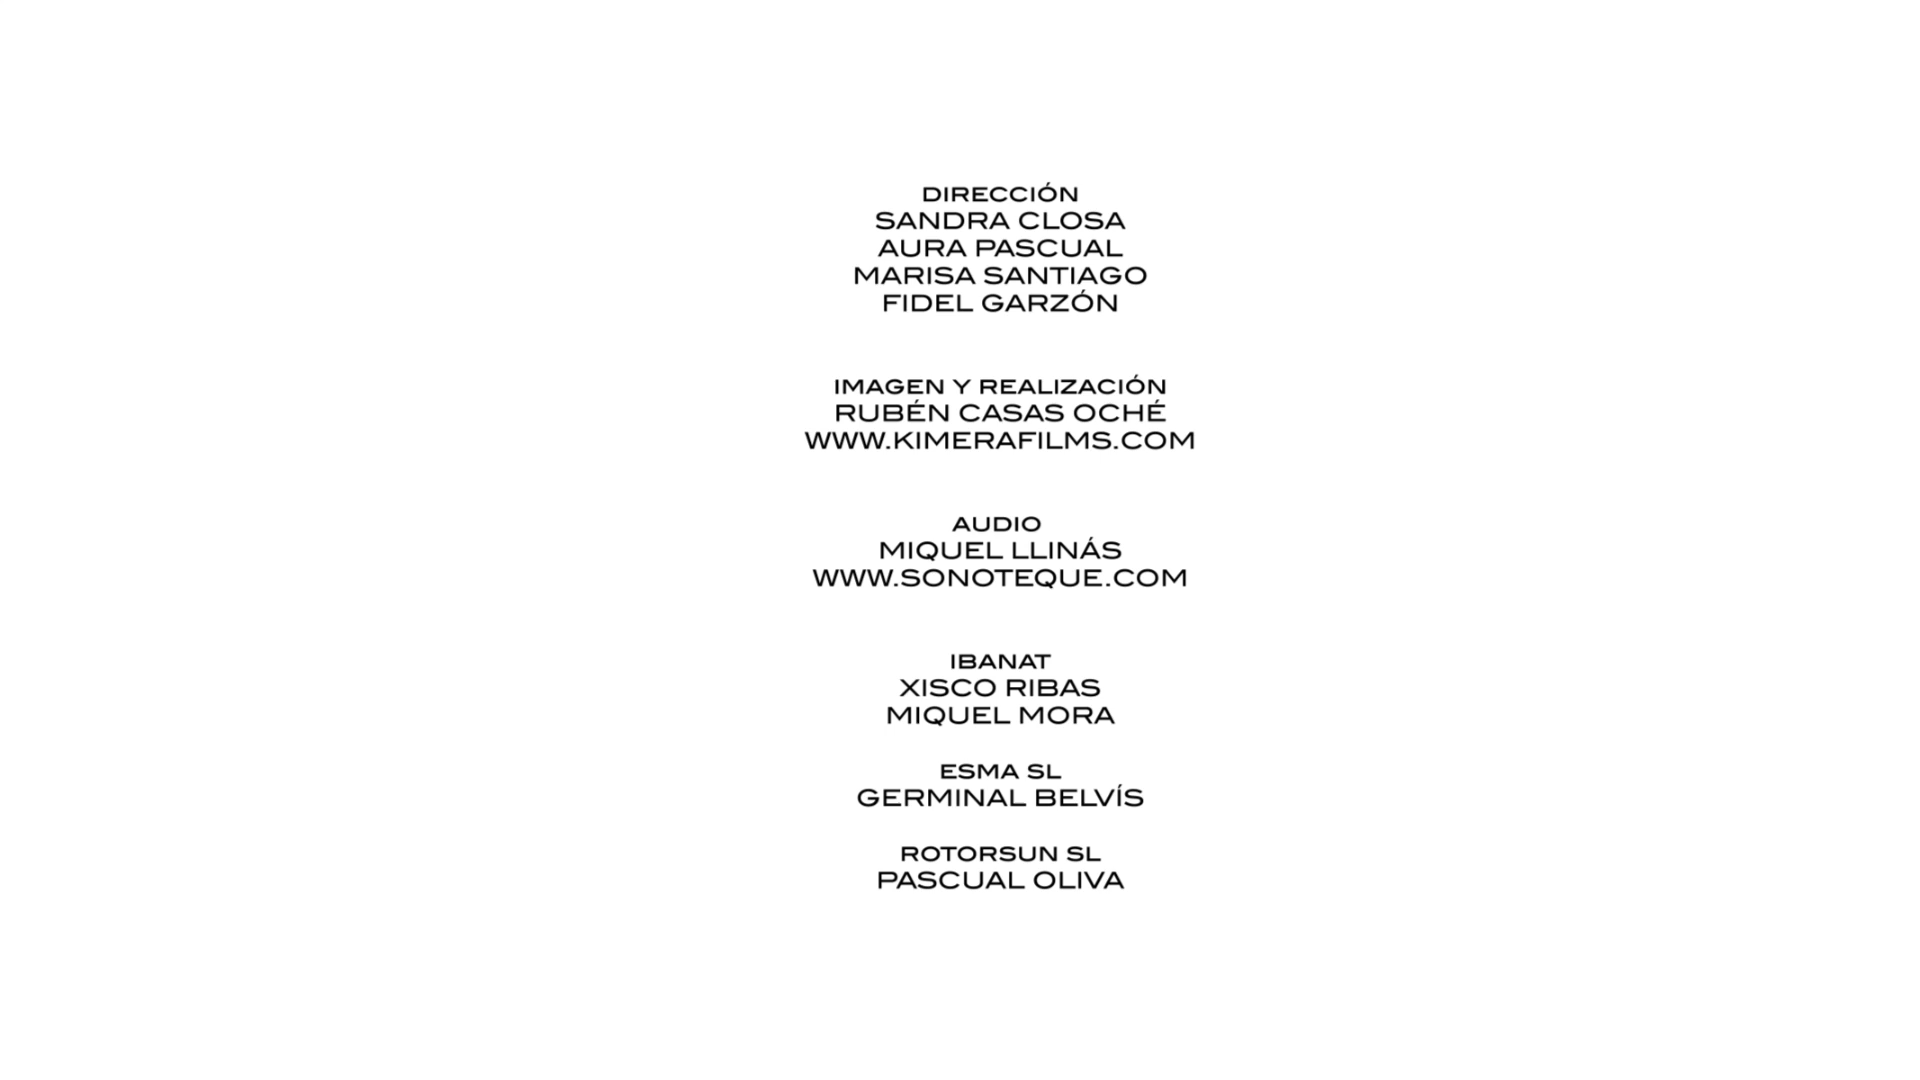 DIRECCIÓN
SANDRA CLOSA
AURA PASCUAL
MARISA SANTIAGO
FIDEL GARZÓN
IMAGEN Y REALIZACIÓN
RUBÉN CASAS OCHÉ
WWW.KIMERAFILMS.COM
AUDIO
MIQUEL LLINÁS
WWW.SONOTEQUE.COM
IBANAT
XISCO RIBAS
MIQUEL MORA
ESMA SL
GERMINAL BELVÍS
ROTORSUN SL
PASCUAL OLIVA